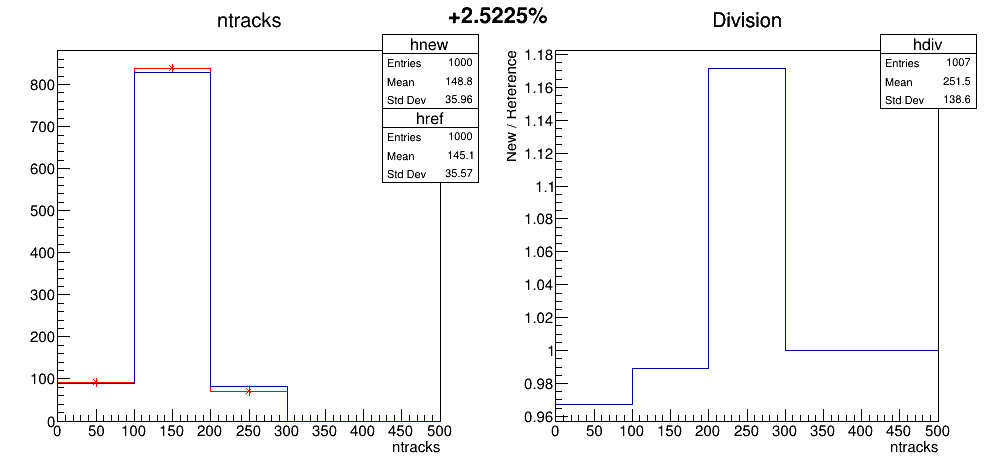 +2.5225%
ntracks
hnew
Entries 1000
Mean 148.8
Std Dev 35.96
href
Entries 1000
Mean 145.1
Std Dev 35.57
800
700
600
500
400
300
200
100
0
0 50 100 150 200 250 300 350 400 450 500
ntracks
Division
hdiv
Entries 1007
Mean 251.5
Std Dev 138.6
New / Reference
1.18
1.16
1.14
1.12
1.1
1.08
1.06
1.04
1.02
1
0.98
0.96
0 50 100 150 200 250 300 350 400 450 500
ntracks